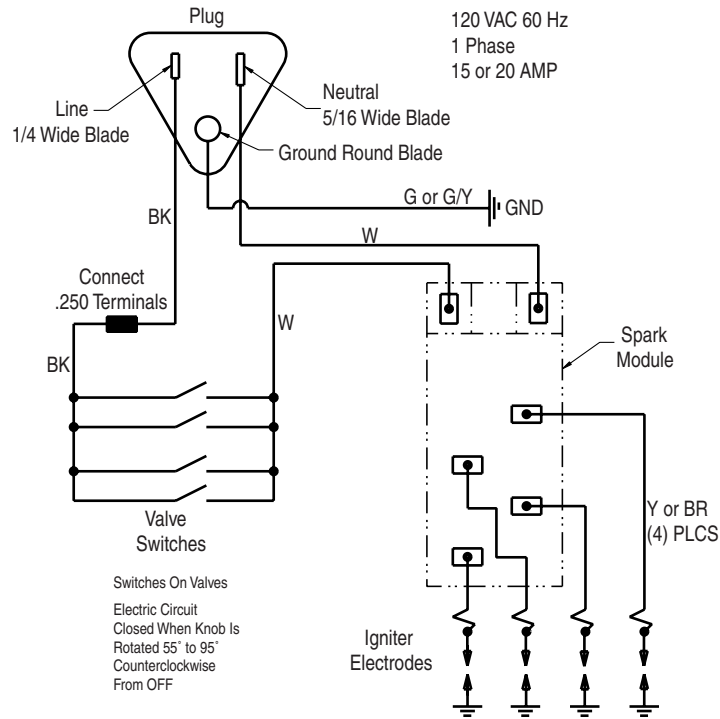 Plug
120 VAC 60 Hz
1 Phase
15 or 20 AMP
Line
1/4 Wide Blade
Neutral
5/16 Wide Blade
Ground Round Blade
G or G/Y
GND
BK
W
Connect
.250 Terminals
W
BK
Spark
Module
Y or BR
(4) PLCS
Valve
Switches
Switches On Valves
Electric Circuit
Closed When Knob Is
Rotated 55˚ to 95˚
Counterclockwise
From OFF
Igniter
Electrodes